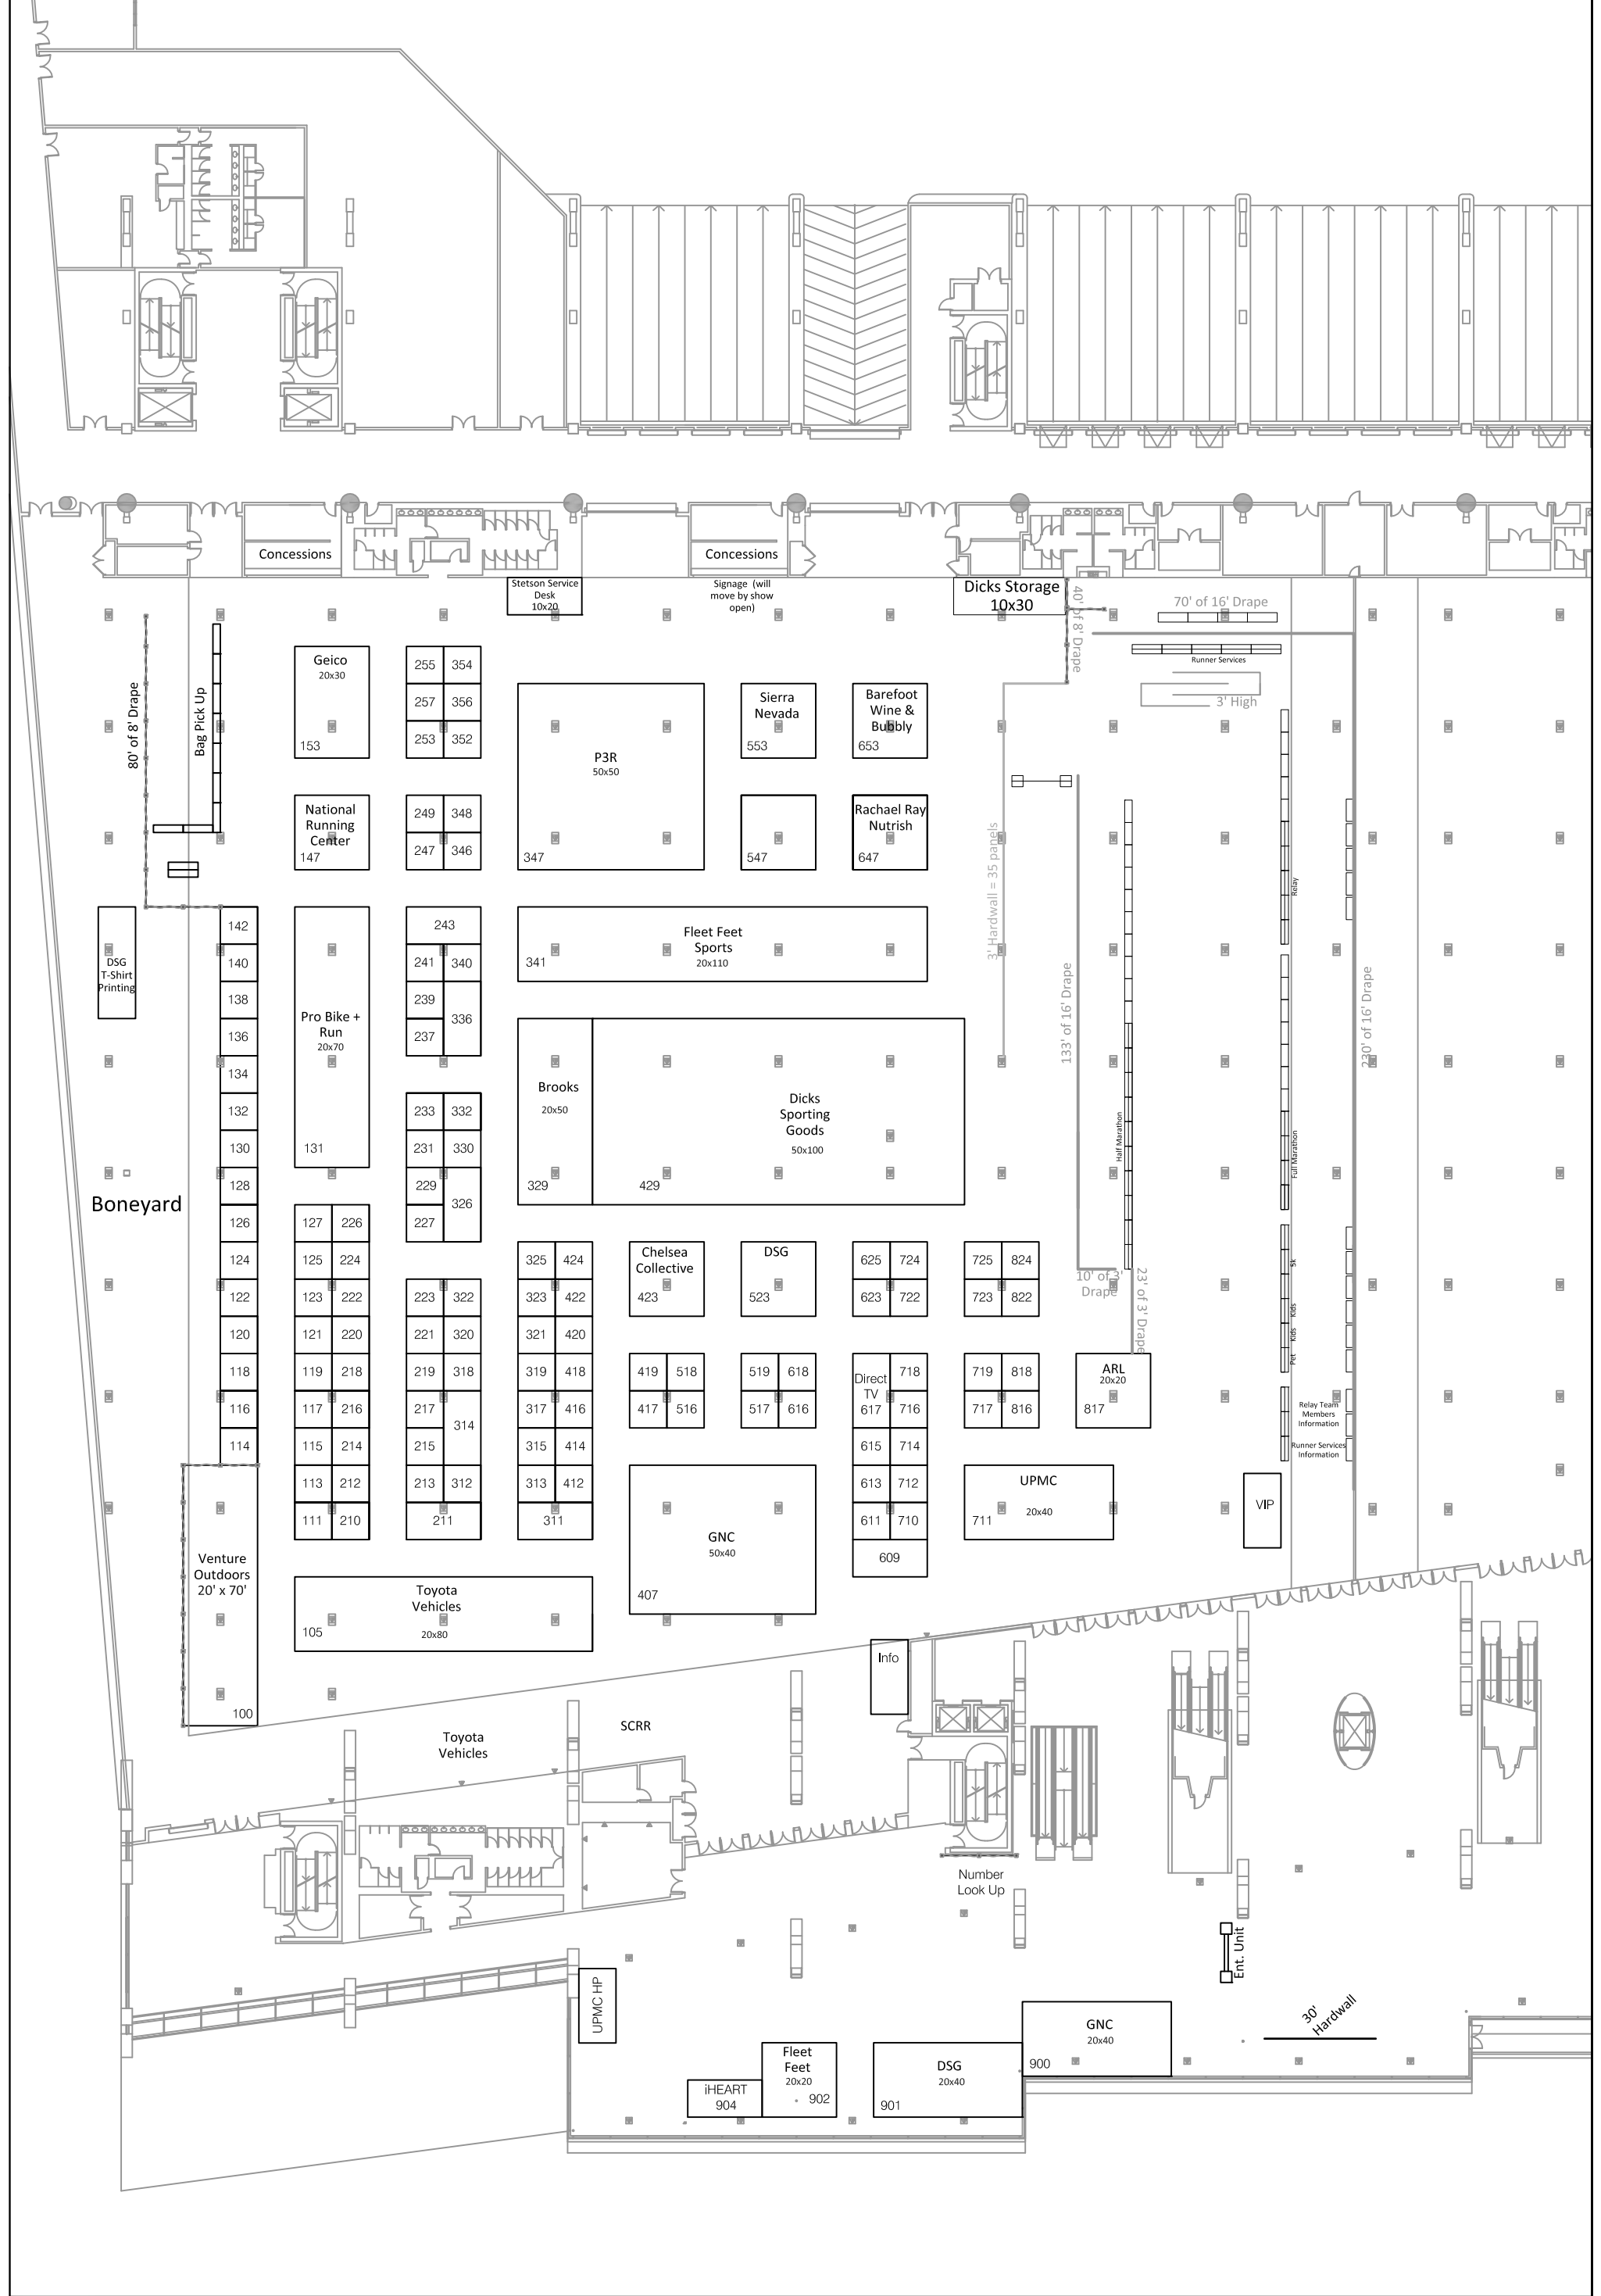 Concessions
Concessions
Stetson Service
Desk
10x20
Signage (will
move by show
open)
Dicks Storage
10x30
40' of 8' Drape
70' of 16' Drape
Runner Services
3' High
80' of 8' Drape
Bag Pick Up
Geico
20x30
153
255
354
257
356
253
352
P3R
50x50
347
Sierra
Nevada
553
Barefoot
Wine &
Bubbly
653
National
Running
Center
147
249
348
247
346
547
Rachael Ray
Nutrish
647
3' Hardwall = 35 panels
133' of 16' Drape
230' of 16' Drape
Relay
Half Marathon
Full Marathon
5k
Kids
Kids
Pet
DSG
T-Shirt
Printing
142
140
138
136
134
132
130
128
126
124
122
120
118
116
114
Boneyard
Pro Bike +
Run
20x70
131
243
241
340
239
336
237
233
332
231
330
229
326
227
Fleet Feet
Sports
20x110
341
Brooks
20x50
329
Dicks
Sporting
Goods
50x100
429
127
226
125
224
123
222
121
220
119
218
117
216
115
214
113
212
111
210
223
322
221
320
219
318
217
314
215
213
312
211
325
424
323
422
321
420
319
418
317
416
315
414
313
412
311
Chelsea
Collective
423
DSG
523
625
724
623
722
725
824
723
822
10' of 3'
Drape
23' of 3' Drape
419
518
417
516
519
618
517
616
Direct
TV
617
718
716
615
714
613
712
611
710
609
719
818
717
816
ARL
20x20
817
Relay Team
Members
Information
Runner Services
Information
GNC
50x40
407
UPMC
20x40
711
VIP
Venture
Outdoors
20' x 70'
100
Toyota
Vehicles
20x80
105
Info
Toyota
Vehicles
SCRR
Number
Look Up
Ent. Unit
UPMC HP
30'
Hardwall
GNC
20x40
900
Fleet
Feet
20x20
902
iHEART
904
DSG
20x40
901